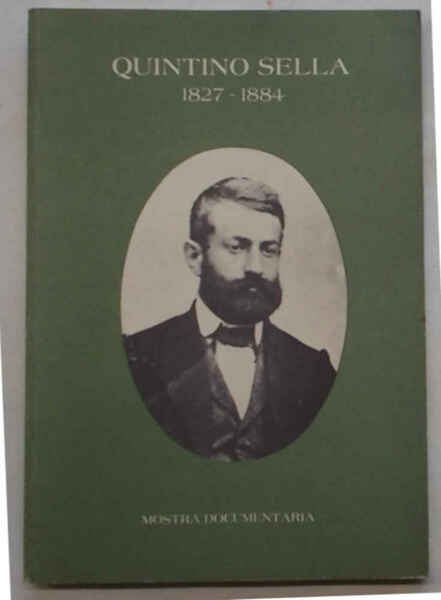 QUINTINO SELLA
1827 - 1884
MOSTRA DOCUMENTARIA